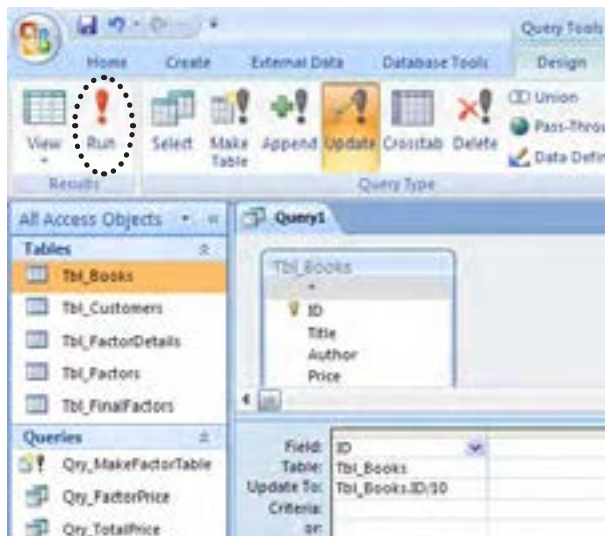 Query Tools
Home Create External Data Database Tools Design
View Run Select Make Table Append Update Crosstab Delete
Union
Pass-Throu
Data Defin
Results Query Type
All Access Objects
Query1
Tables
Tbl_Books
Tbl_Customers
Tbl_FactorDetails
Tbl_Factors
Tbl_FinalFactors
Queries
Qry_MakeFactorTable
Qry_FactorPrice
Qry_TotalPrice
Tbl_Books
*
ID
Title
Author
Price
Field: ID
Table: Tbl_Books
Update To: Tbl_Books.ID/10
Criteria:
or: